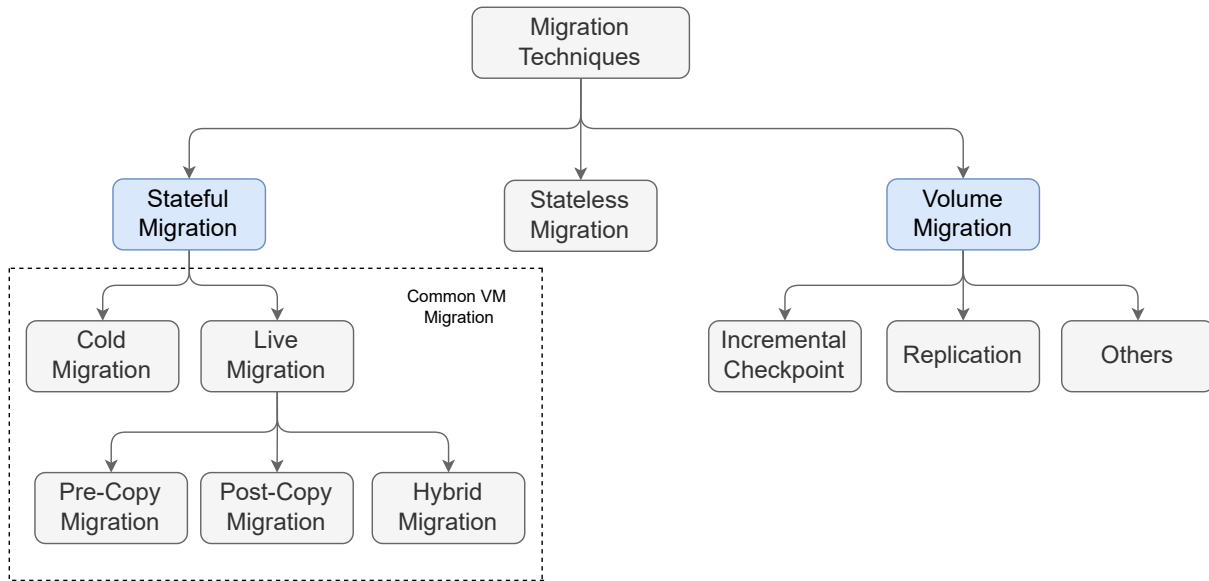 Migration
Techniques
Stateful
Migration
Stateless
Migration
Volume
Migration
Common VM
Migration
Cold
Migration
Live
Migration
Incremental
Checkpoint
Replication
Others
Pre-Copy
Migration
Post-Copy
Migration
Hybrid
Migration